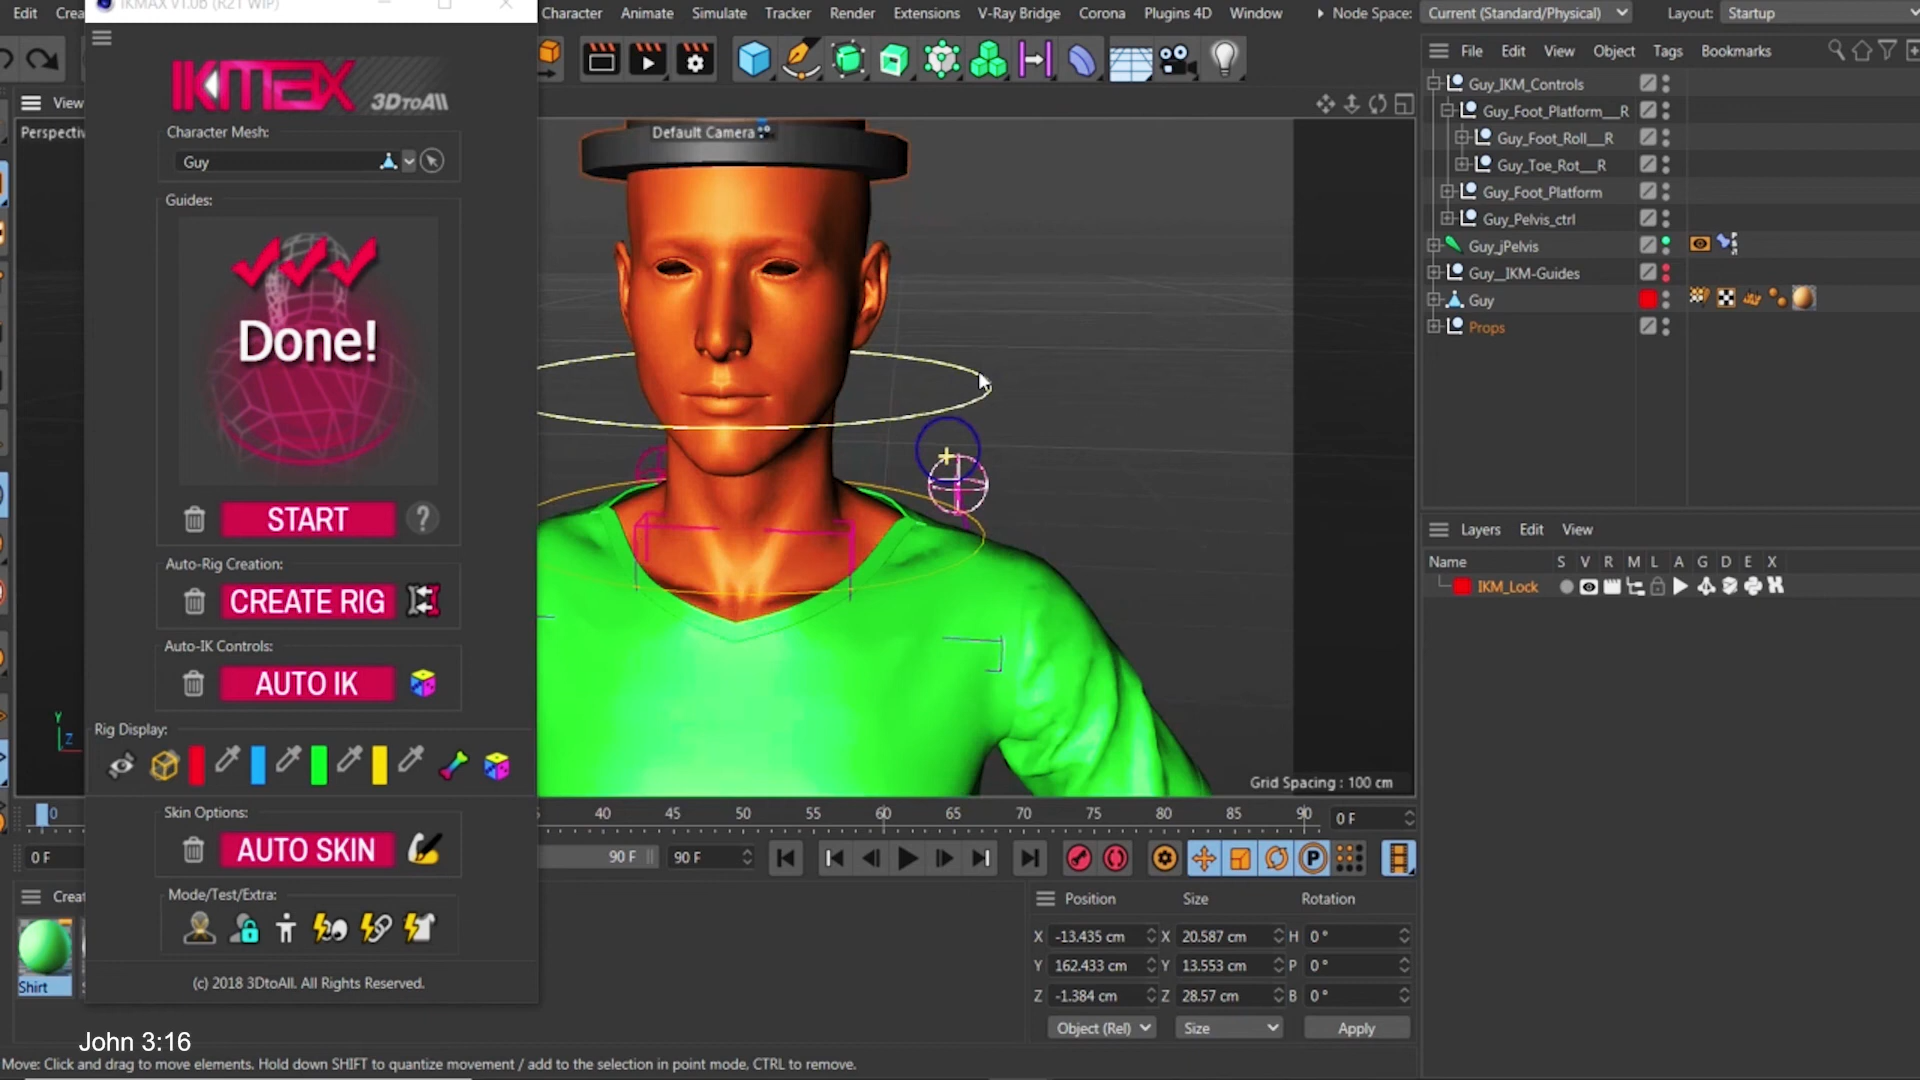 Edit
Character Animate Simulate Tracker Render Extensions V-Ray Bridge Corona Plugins 4D Window
Node Space: Current (Standard/Physical) Layout: Startup
IKMAX
3DTOAll
Character Mesh:
Guy
Guides:
Done!
START
?
Auto-Rig Creation:
CREATE RIG
Auto-IK Controls:
AUTO IK
Rig Display:
Skin Options:
AUTO SKIN
Mode/Test/Extra:
(c) 2018 3DtoAll. All Rights Reserved.
View
Default Camera
Y
Z
Grid Spacing : 100 cm
0 40 45 50 55 60 65 70 75 80 85 90 0 F
0 F 90 F 90 F
P
Shirt
File Edit View Object Tags Bookmarks
Guy_IKM_Controls
Guy_Foot_Platform___R
Guy_Foot_Roll__R
Guy_Toe_Rot__R
Guy_Foot_Platform
Guy_Pelvis_ctrl
Guy_jPelvis
Guy__IKM-Guides
Guy
Props
Layers Edit View
Name S V R M L A G D E X
IKM_Lock
Position Size Rotation
X -13.435 cm X 20.587 cm H 0 °
Y 162.433 cm Y 13.553 cm P 0 °
Z -1.384 cm Z 28.57 cm B 0 °
Object (Rel) Size Apply
John 3:16
Move: Click and drag to move elements. Hold down SHIFT to quantize movement / add to the selection in point mode, CTRL to remove.